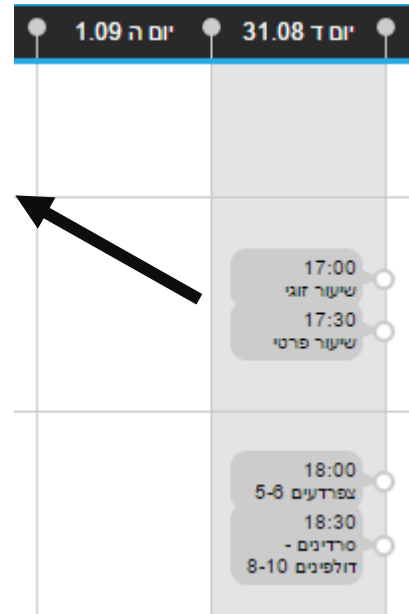 יום ד 31.08
יום ה 1.09
17:00
שיעור זוגי
17:30
שיעור פרטי
18:00
צפרדעים 5-6
18:30
סרדינים -
דולפינים 8-10